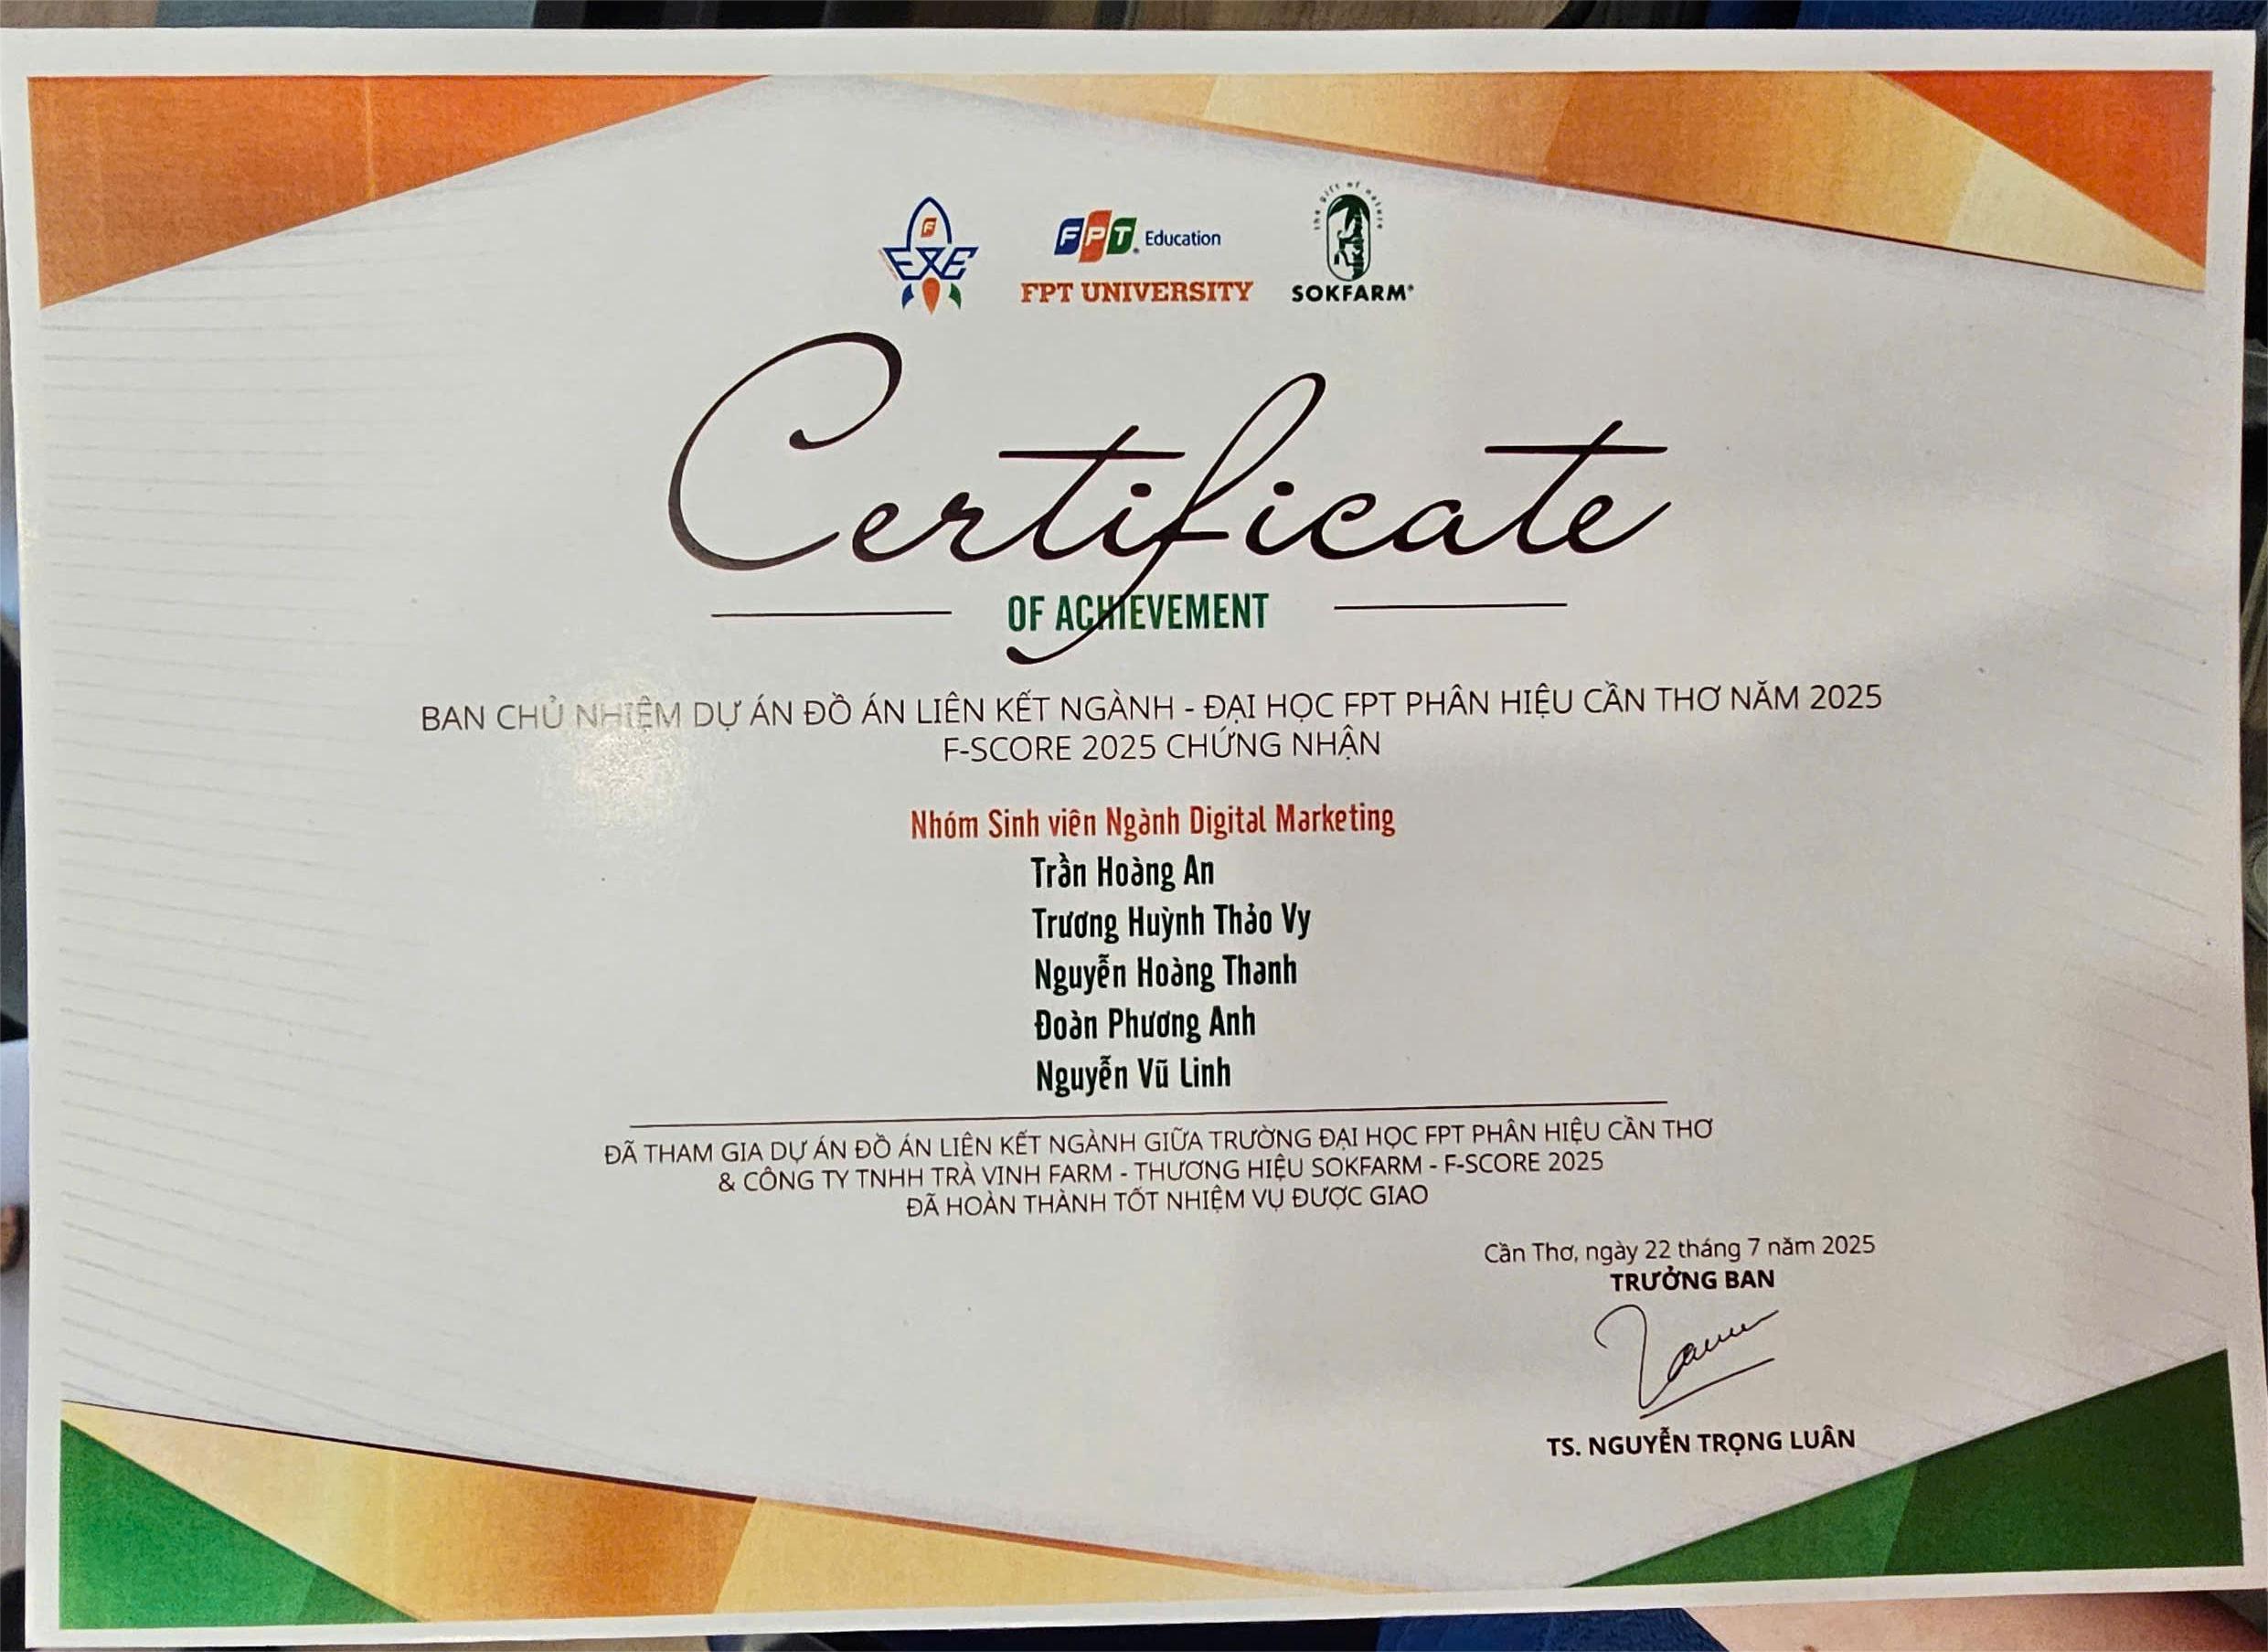 EXE
FPT Education
FPT UNIVERSITY
the gift of nature
SOKFARM®
Certificate
OF ACHIEVEMENT
BAN CHỦ NHIỆM DỰ ÁN ĐỒ ÁN LIÊN KẾT NGÀNH - ĐẠI HỌC FPT PHÂN HIỆU CẦN THƠ NĂM 2025
F-SCORE 2025 CHỨNG NHẬN
Nhóm Sinh viên Ngành Digital Marketing
Trần Hoàng An
Trương Huỳnh Thảo Vy
Nguyễn Hoàng Thanh
Đoàn Phương Anh
Nguyễn Vũ Linh
ĐÃ THAM GIA DỰ ÁN ĐỒ ÁN LIÊN KẾT NGÀNH GIỮA TRƯỜNG ĐẠI HỌC FPT PHÂN HIỆU CẦN THƠ
& CÔNG TY TNHH TRÀ VINH FARM - THƯƠNG HIỆU SOKFARM - F-SCORE 2025
ĐÃ HOÀN THÀNH TỐT NHIỆM VỤ ĐƯỢC GIAO
Cần Thơ, ngày 22 tháng 7 năm 2025
TRƯỞNG BAN
TS. NGUYỄN TRỌNG LUÂN